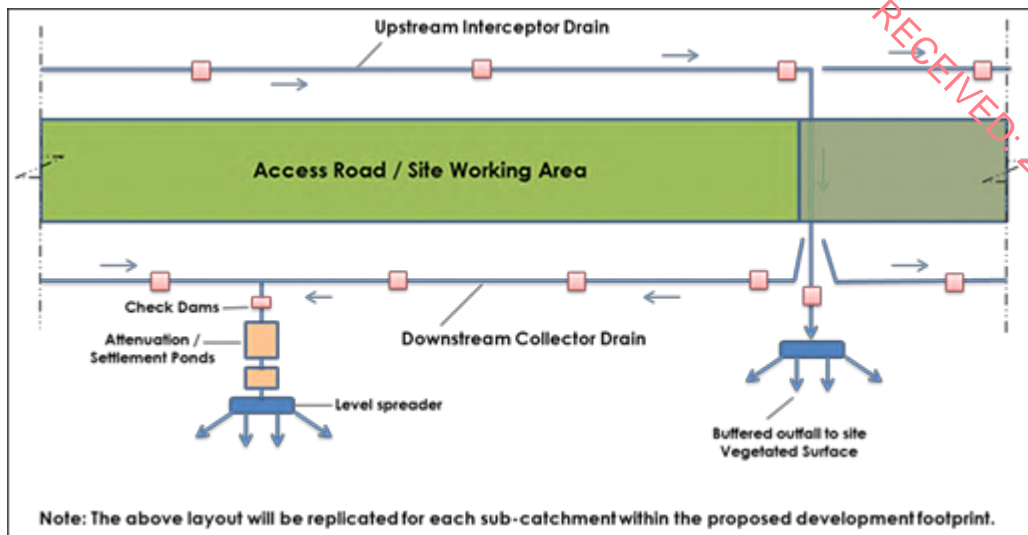 Upstream Interceptor Drain
RECEIVED:
Access Road / Site Working Area
Check Dams
Attenuation /
Settlement Ponds
Downstream Collector Drain
Level spreader
Buffered outfall to site
Vegetated Surface
Note: The above layout will be replicated for each sub-catchment within the proposed development footprint.